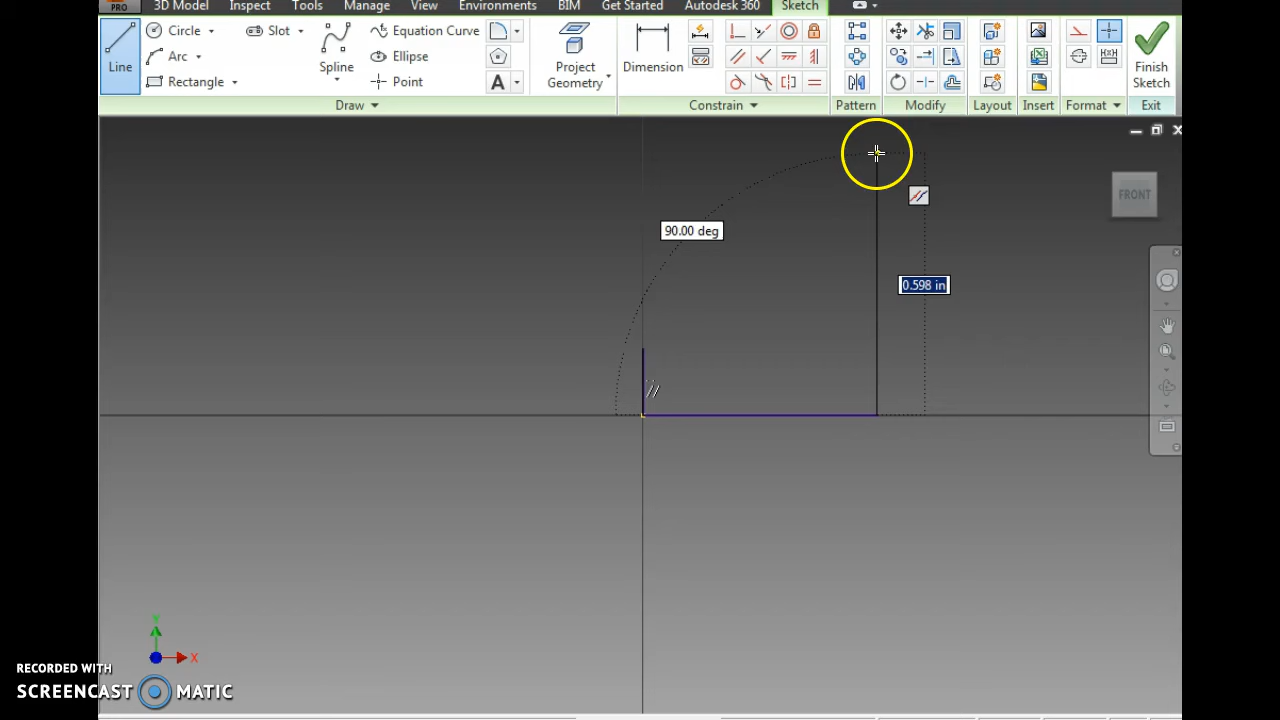 PRO
3D Model Inspect Tools Manage View Environments BIM Get Started Autodesk 360 Sketch
Line
Circle
Arc
Rectangle
Slot
Spline
Equation Curve
Ellipse
Point
A
Project
Geometry
Dimension
Finish
Sketch
Draw
Constrain
Pattern
Modify
Layout
Insert
Format
Exit
FRONT
90.00 deg
0.598 in
Y
X
RECORDED WITH
SCREENCAST MATIC